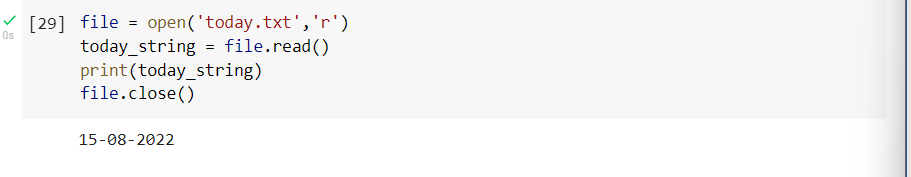 [29] file = open('today.txt','r')
0s
today_string = file.read()
print(today_string)
file.close()
15-08-2022